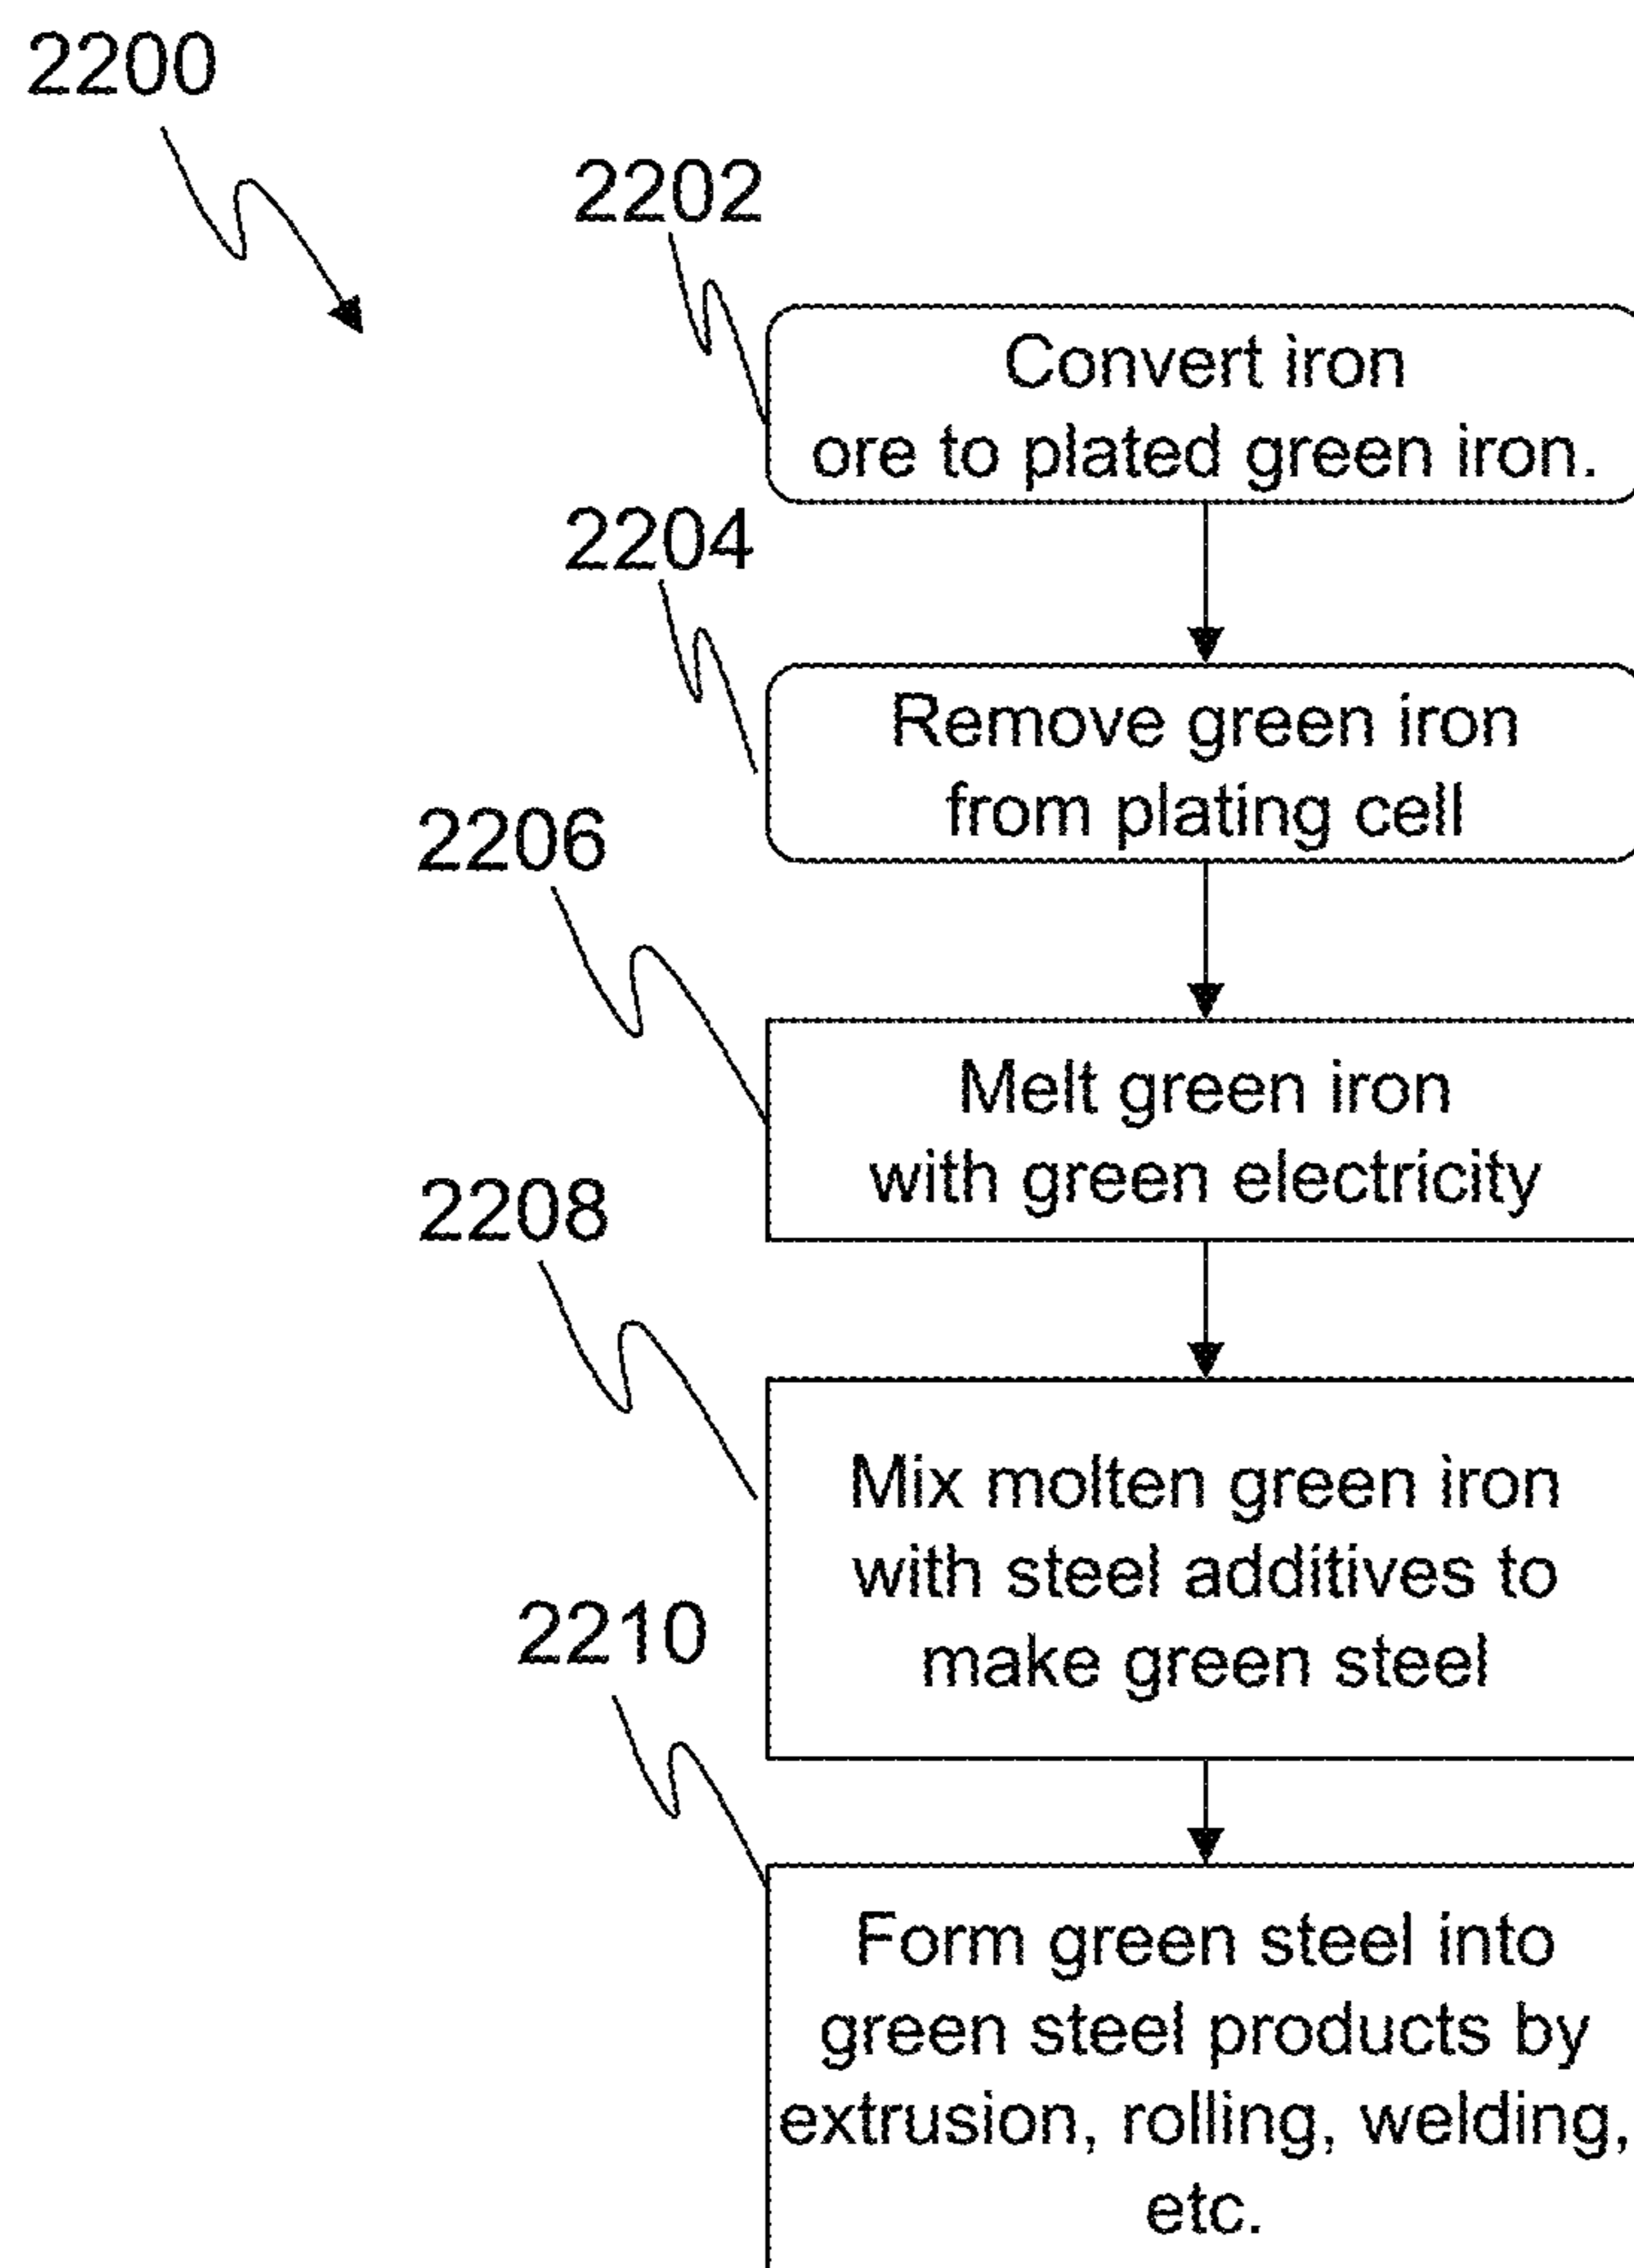 2200
2202
Convert iron
ore to plated green iron.
2204
Remove green iron
from plating cell
2206
Melt green iron
with green electricity
2208
Mix molten green iron
with steel additives to
make green steel
2210
Form green steel into
green steel products by
extrusion, rolling, welding,
etc.